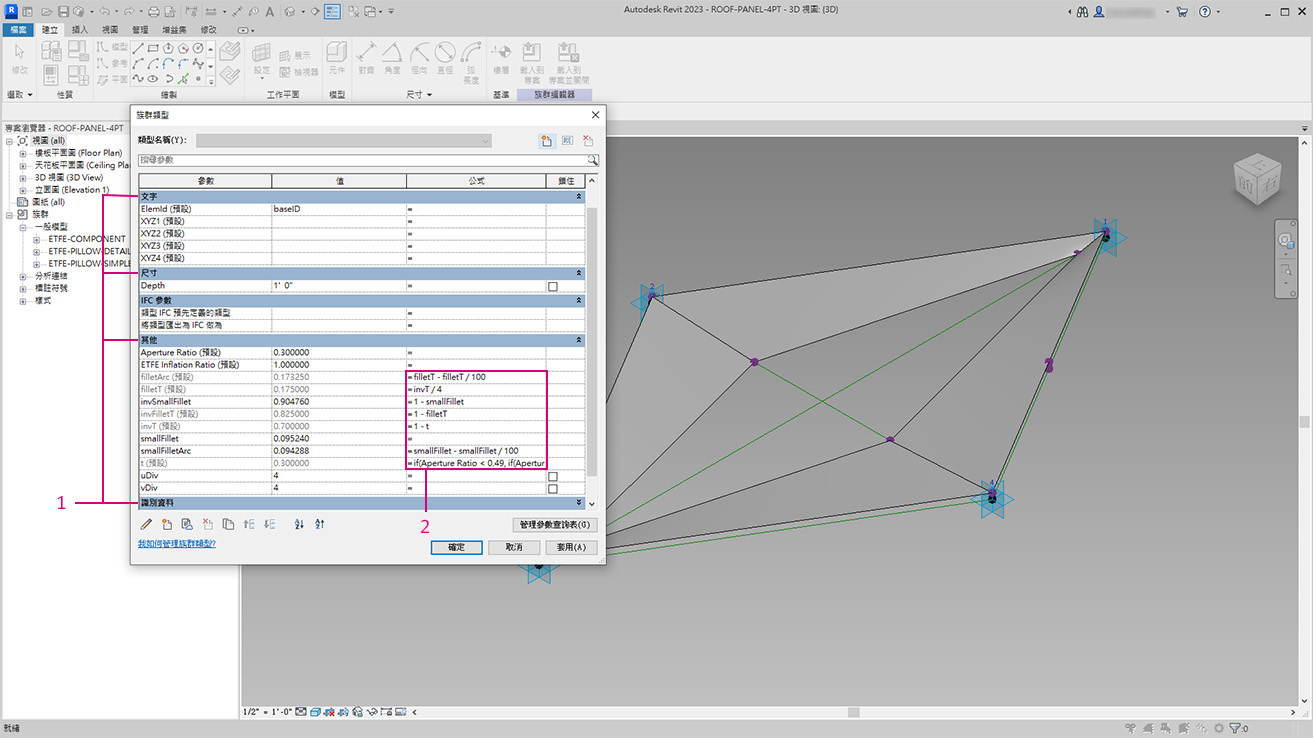 Autodesk Revit 2023 - ROOF-PANEL-4PT - 3D 視圖: {3D}
檔案 建立 插入 視圖 管理 增益集 修改
修改
模型
參考
平面
設定
展示
檢視器
元件
對齊
角度
徑向
直徑
弧長度
樓層
載入到專案
載入到專案並關閉
選取 ▼ 性質 繪製 工作平面 模型 尺寸 ▼ 基準 族群編輯器
專案瀏覽器 - ROOF-PANEL-4PT
視圖 (all)
樓板平面圖 (Floor Plan)
天花板平面圖 (Ceiling Pla
3D 視圖 (3D View)
立面圖 (Elevation 1)
圖紙 (all)
族群
一般模型
ETFE-COMPONENT
ETFE-PILLOW-DETAIL
ETFE-PILLOW-SIMPLE
分析連結
標註符號
樣式
族群類型
類型名稱(Y):
搜尋參數
參數 值 公式 鎖住
文字
ElemId (預設) baseID =
XYZ1 (預設) =
XYZ2 (預設) =
XYZ3 (預設) =
XYZ4 (預設) =
尺寸
Depth 1' 0" =
IFC 參數
類型 IFC 預先定義的類型 =
將類型匯出為 IFC 做為 =
其他
Aperture Ratio (預設) 0.300000 =
ETFE Inflation Ratio (預設) 1.000000 =
filletArc (預設) 0.173250 =filletT - filletT / 100
filletT (預設) 0.175000 =invT / 4
invSmallFillet 0.904760 =1 - smallFillet
invFilletT (預設) 0.825000 =1 - filletT
invT (預設) 0.700000 =1 - t
smallFillet 0.095240 =
smallFilletArc 0.094288 =smallFillet - smallFillet / 100
t (預設) 0.300000 =if(Aperture Ratio < 0.49, if(Apertur
uDiv 4 =
vDiv 4 =
識別資料
管理參數查詢表(G)
我如何管理族群類型?
確定 取消 套用(A)
1
2
1
2
4
上
前
右
1/2" = 1'-0"
就緒
:0